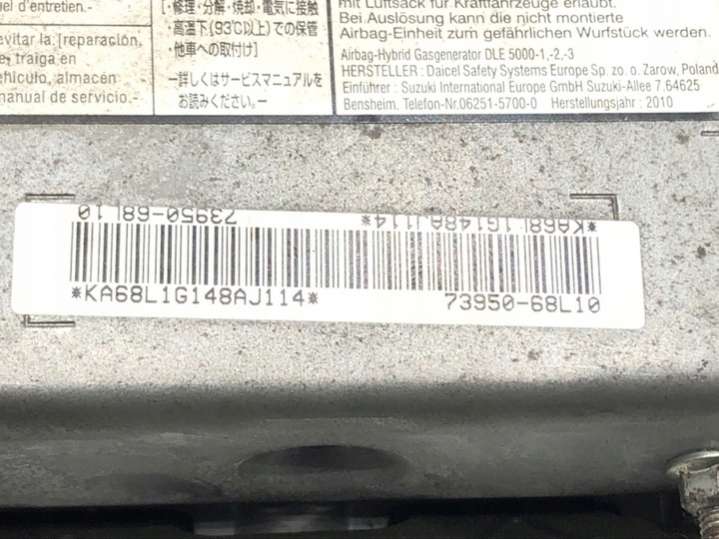 iel d'entretien.-
evitar la.[reparación,
traiga en
vehículo, almacen
manual de servicio.-
[・修理・分解・焼却・電気に接触
・高温下(93℃以上)での保管
・他車への取付け]
―詳しくはサービスマニュアルを
お読みください。―
mit Luftsack für Kraftfahrzeuge erlaubt.
Bei Auslösung kann die nicht montierte
Airbag-Einheit zum gefährlichen Wurfstück werden.
Airbag-Hybrid Gasgenerator DLE 5000-1,-2,-3
HERSTELLER : Daicel Safety Systems Europe Sp. zo. o. Zarow, Poland
Einführer : Suzuki International Europe GmbH Suzuki-Allee 7.64625
Bensheim, Telefon-Nr.06251-5700-0 Herstellungsjahr : 2010
73950-68L10
*KA68L1G148AJ114*
*KA68L1G148AJ114*
73950-68L10